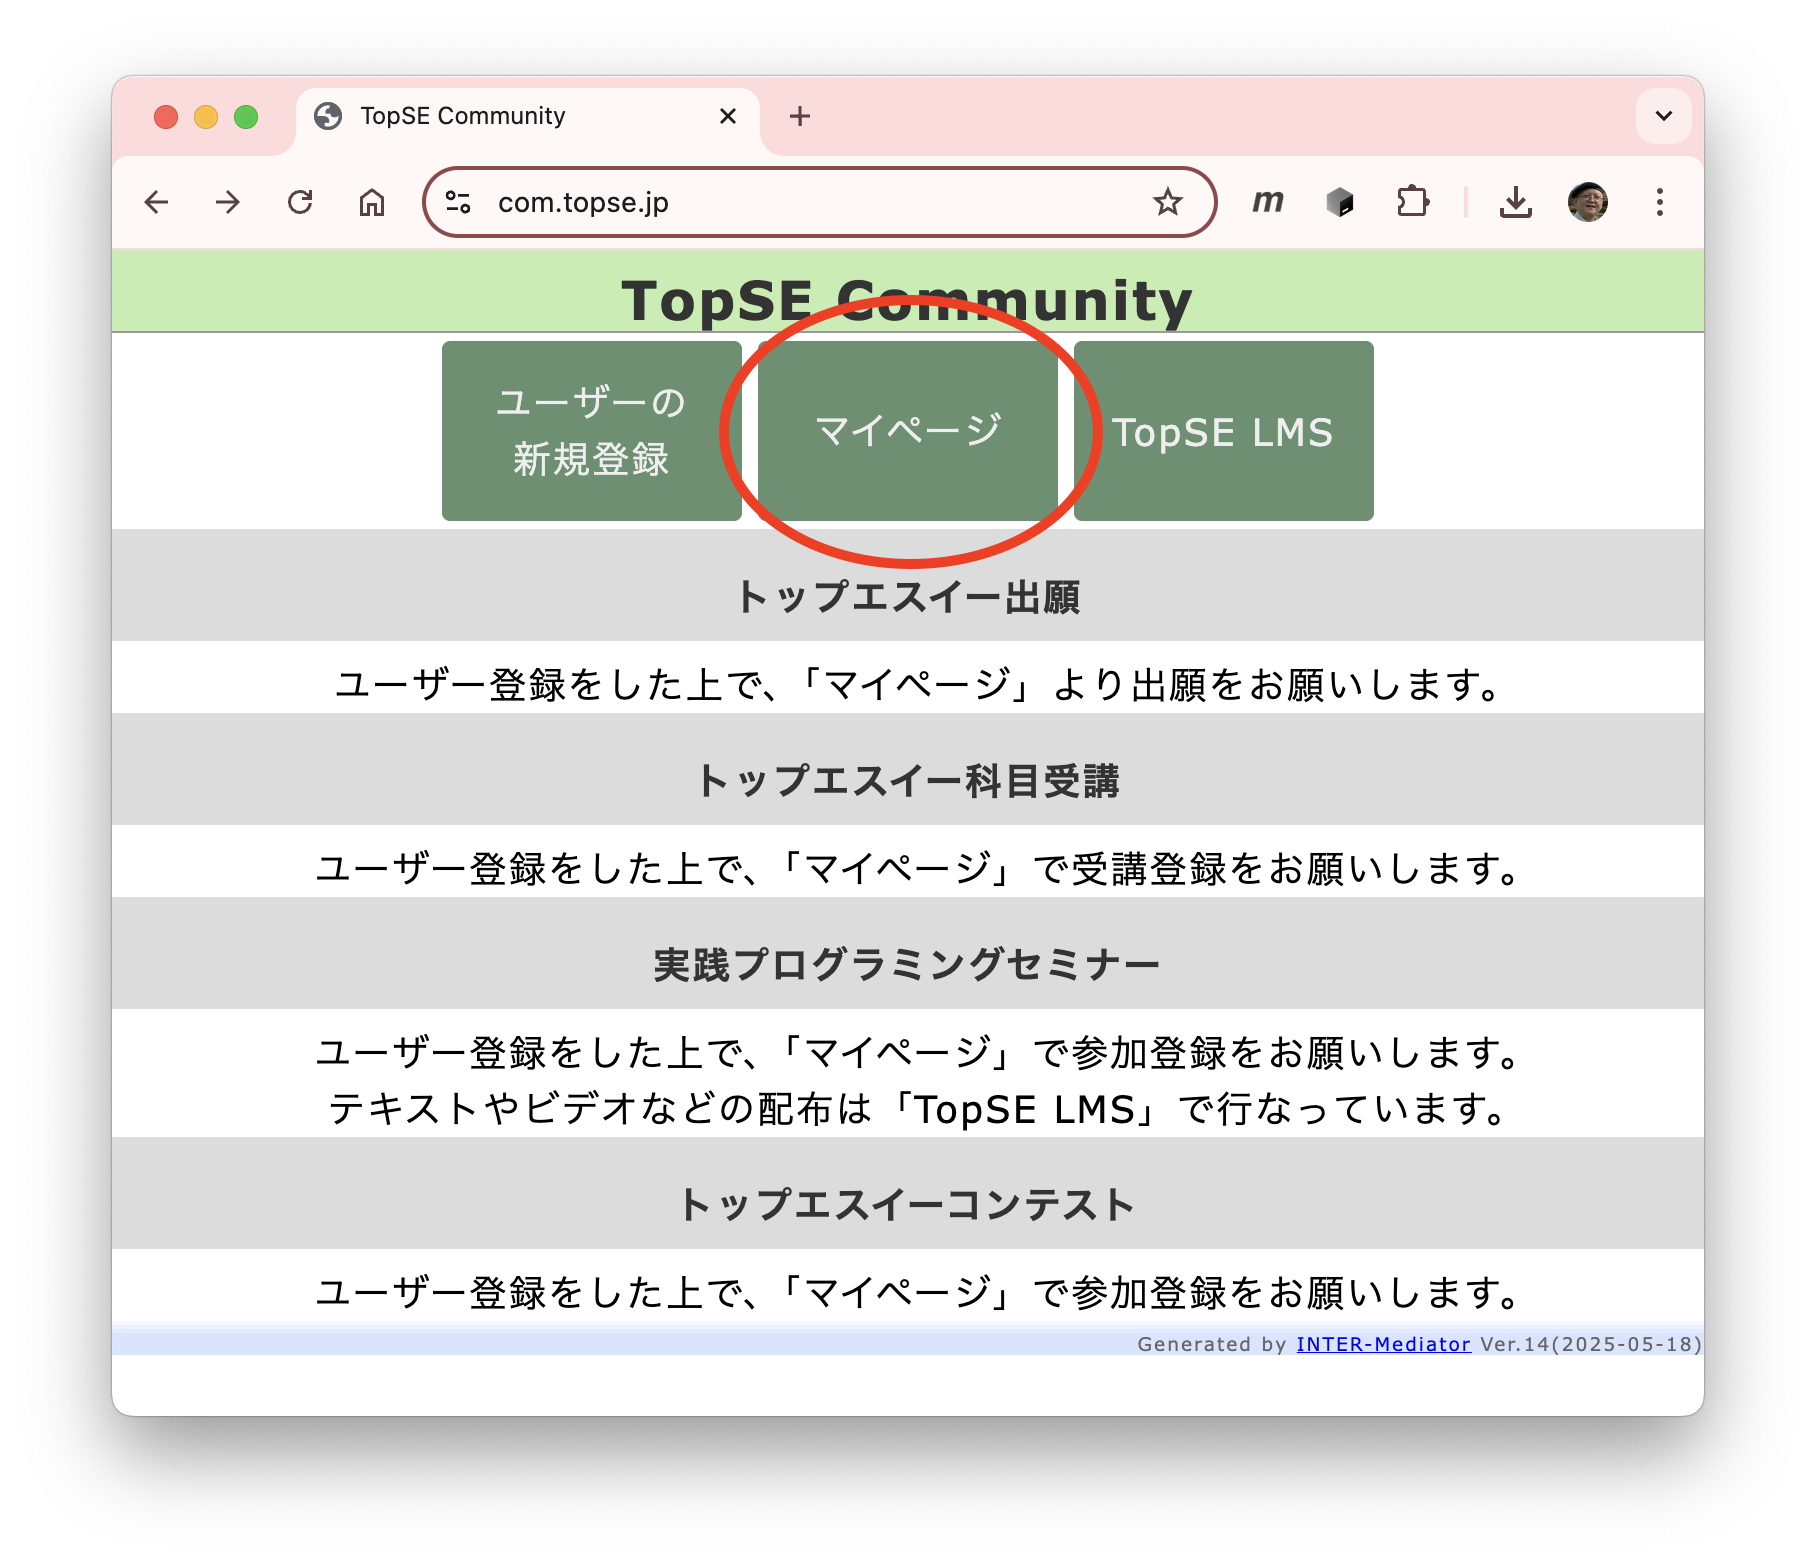 TopSE Community
com.topse.jp
m
TopSE Community
ユーザーの
新規登録
マイページ
TopSE LMS
トップエスイー出願
ユーザー登録をした上で、「マイページ」より出願をお願いします。
トップエスイー科目受講
ユーザー登録をした上で、「マイページ」で受講登録をお願いします。
実践プログラミングセミナー
ユーザー登録をした上で、「マイページ」で参加登録をお願いします。
テキストやビデオなどの配布は「TopSE LMS」で行なっています。
トップエスイーコンテスト
ユーザー登録をした上で、「マイページ」で参加登録をお願いします。
Generated by INTER-Mediator Ver.14(2025-05-18)